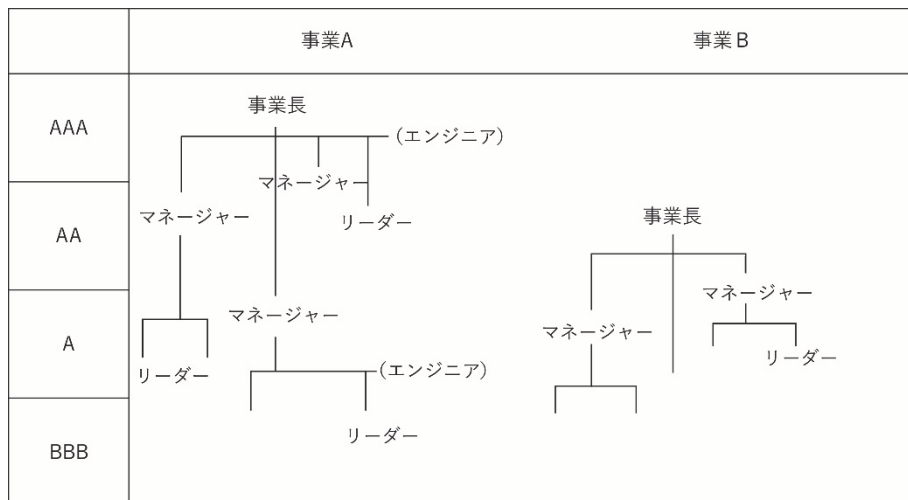 事業A
事業B
AAA
事業長
(エンジニア)
マネージャー
マネージャー
リーダー
AA
事業長
マネージャー
マネージャー
マネージャー
A
リーダー
リーダー
(エンジニア)
リーダー
BBB